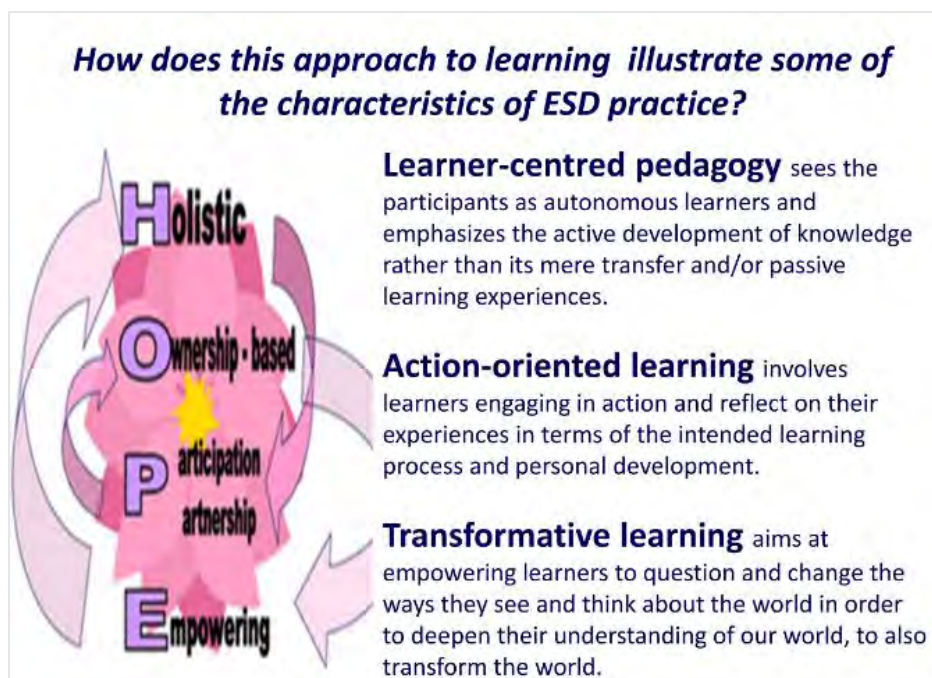 How does this approach to learning illustrate some of
the characteristics of ESD practice?
Holistic
Ownership - based
Participation
artnership
Empowering
Learner-centred pedagogy sees the
participants as autonomous learners and
emphasizes the active development of knowledge
rather than its mere transfer and/or passive
learning experiences.
Action-oriented learning involves
learners engaging in action and reflect on their
experiences in terms of the intended learning
process and personal development.
Transformative learning aims at
empowering learners to question and change the
ways they see and think about the world in order
to deepen their understanding of our world, to also
transform the world.